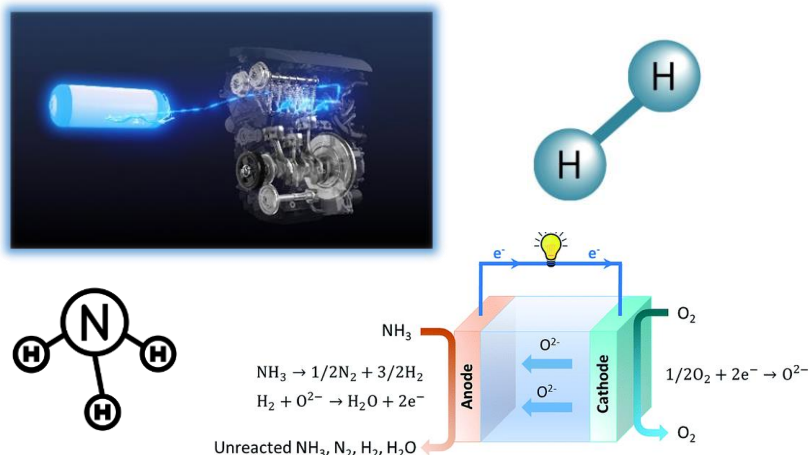 H
H
N
H
H
H
e⁻
e⁻
NH₃
O₂
O²⁻
NH₃ → 1/2N₂ + 3/2H₂
Anode
Cathode
1/2O₂ + 2e⁻ → O²⁻
H₂ + O²⁻ → H₂O + 2e⁻
O²⁻
Unreacted NH₃, N₂, H₂, H₂O
O₂